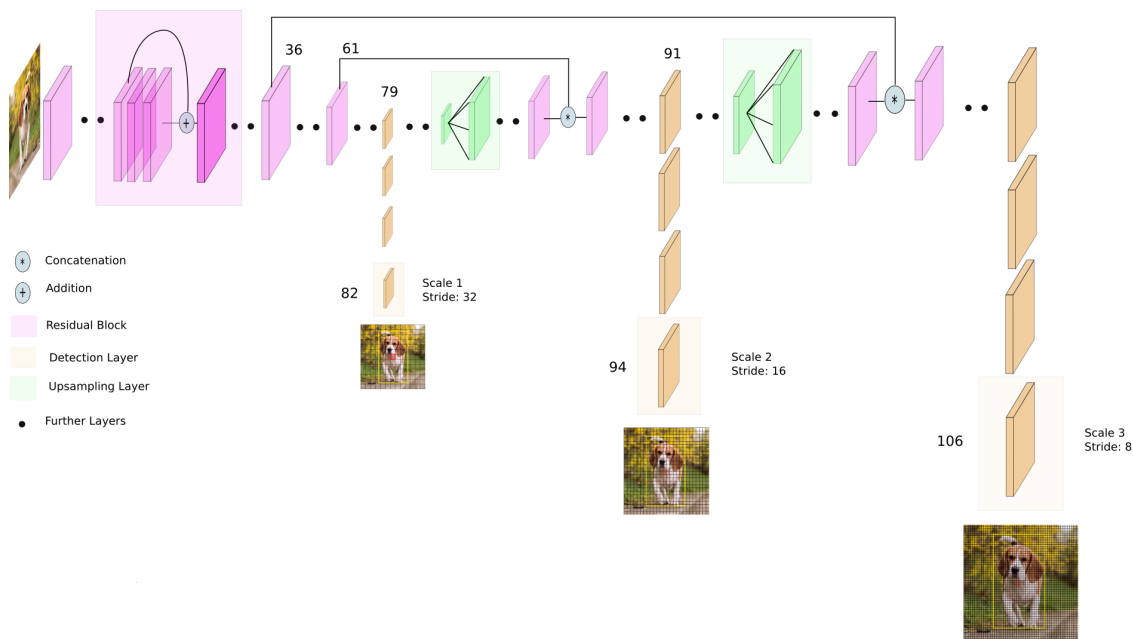 36
61
91
79
*
*
+
* Concatenation
+ Addition
Residual Block
Detection Layer
Upsampling Layer
Further Layers
82
Scale 1
Stride: 32
94
Scale 2
Stride: 16
106
Scale 3
Stride: 8